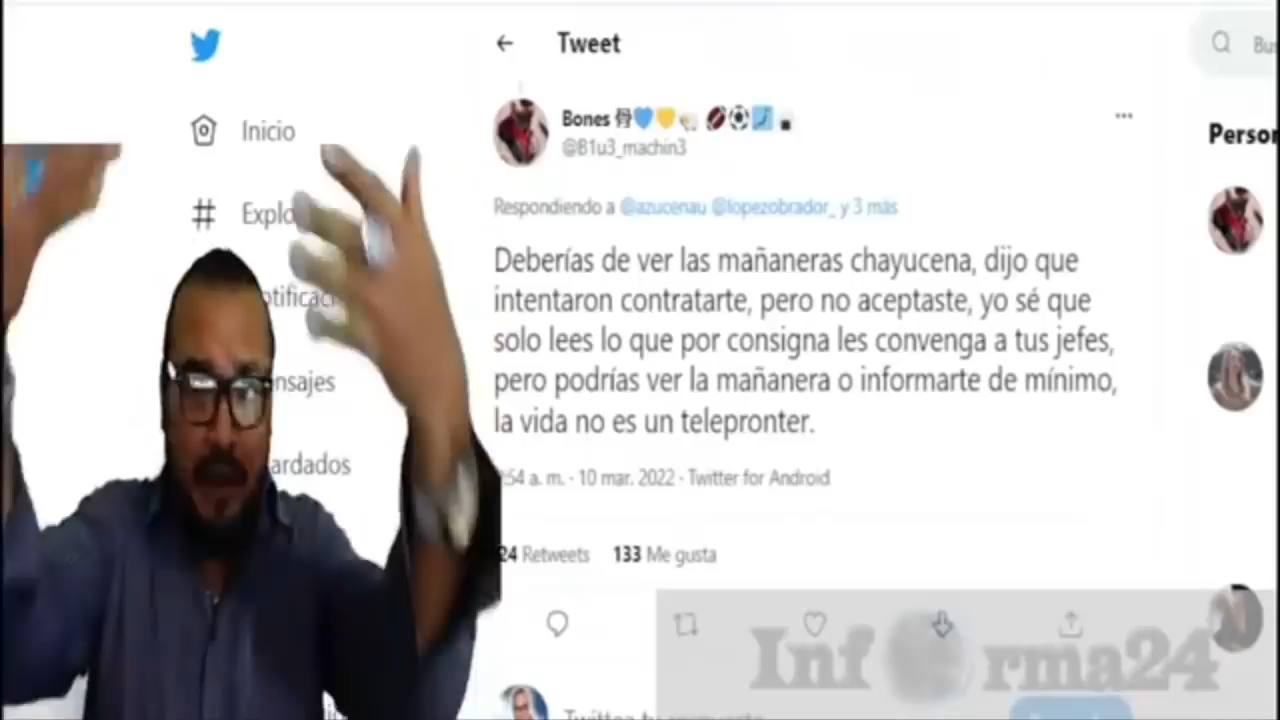 Tweet
Inicio
Bones 骨
@B1u3_machin3
Respondiendo a @azucenau @lopezobrador_ y 3 más
Deberías de ver las mañaneras chayucena, dijo que
intentaron contratarte, pero no aceptaste, yo sé que
solo lees lo que por consigna les convenga a tus jefes,
pero podrías ver la mañanera o informarte de mínimo,
la vida no es un telepronter.
54 a. m. · 10 mar. 2022 · Twitter for Android
24 Retweets 133 Me gusta
Inf rma24